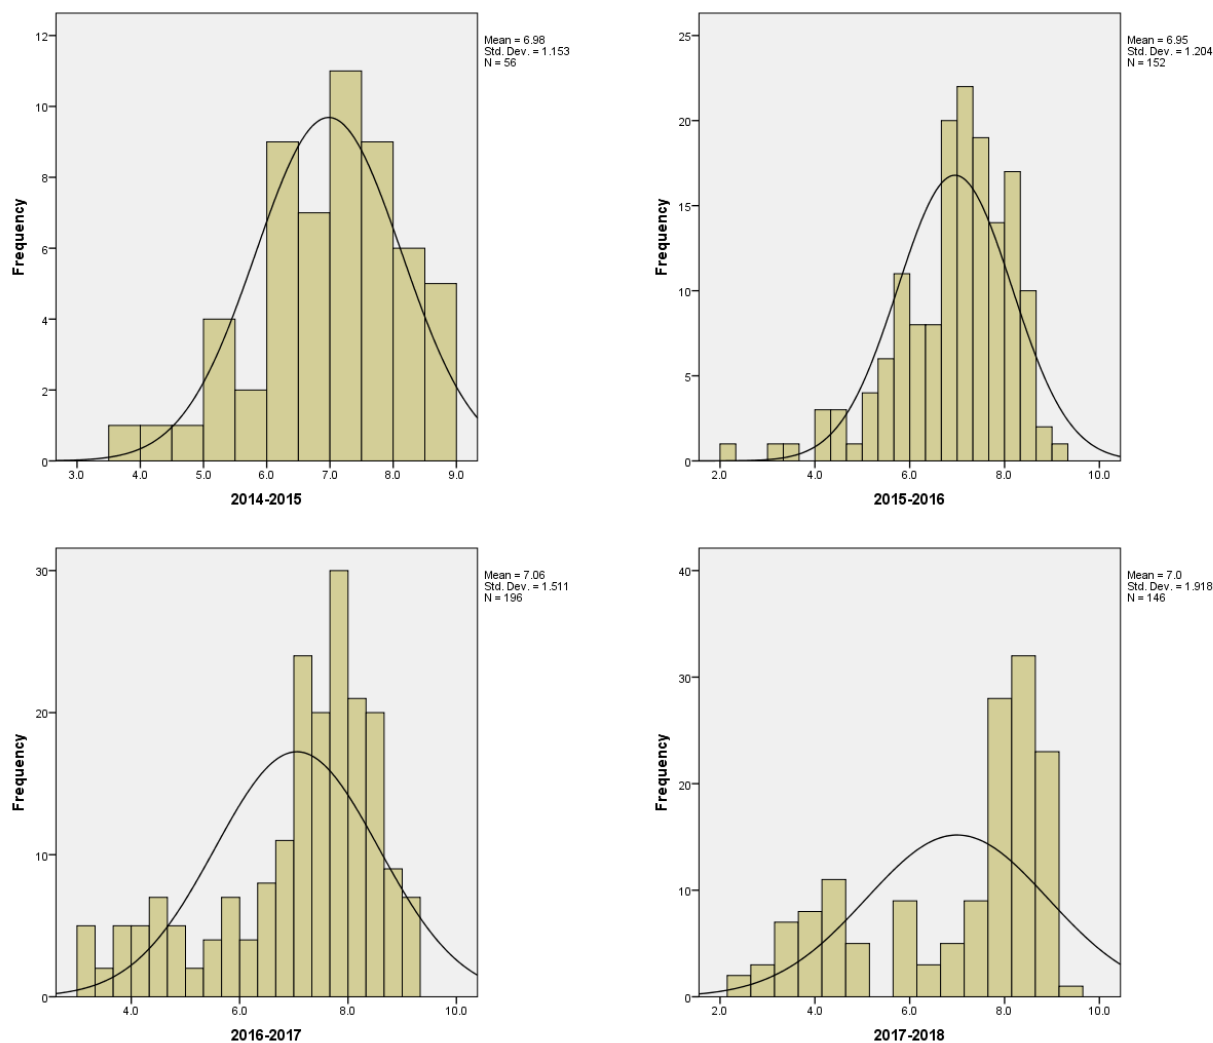 12
10
8
6
4
2
0
Frequency
3.0 4.0 5.0 6.0 7.0 8.0 9.0
2014-2015
Mean = 6.98
Std. Dev. = 1.153
N = 56
25
20
15
10
5
0
Frequency
2.0 4.0 6.0 8.0 10.0
2015-2016
Mean = 6.95
Std. Dev. = 1.204
N = 152
30
20
10
0
Frequency
4.0 6.0 8.0 10.0
2016-2017
Mean = 7.06
Std. Dev. = 1.511
N = 196
40
30
20
10
0
Frequency
2.0 4.0 6.0 8.0 10.0
2017-2018
Mean = 7.0
Std. Dev. = 1.918
N = 146